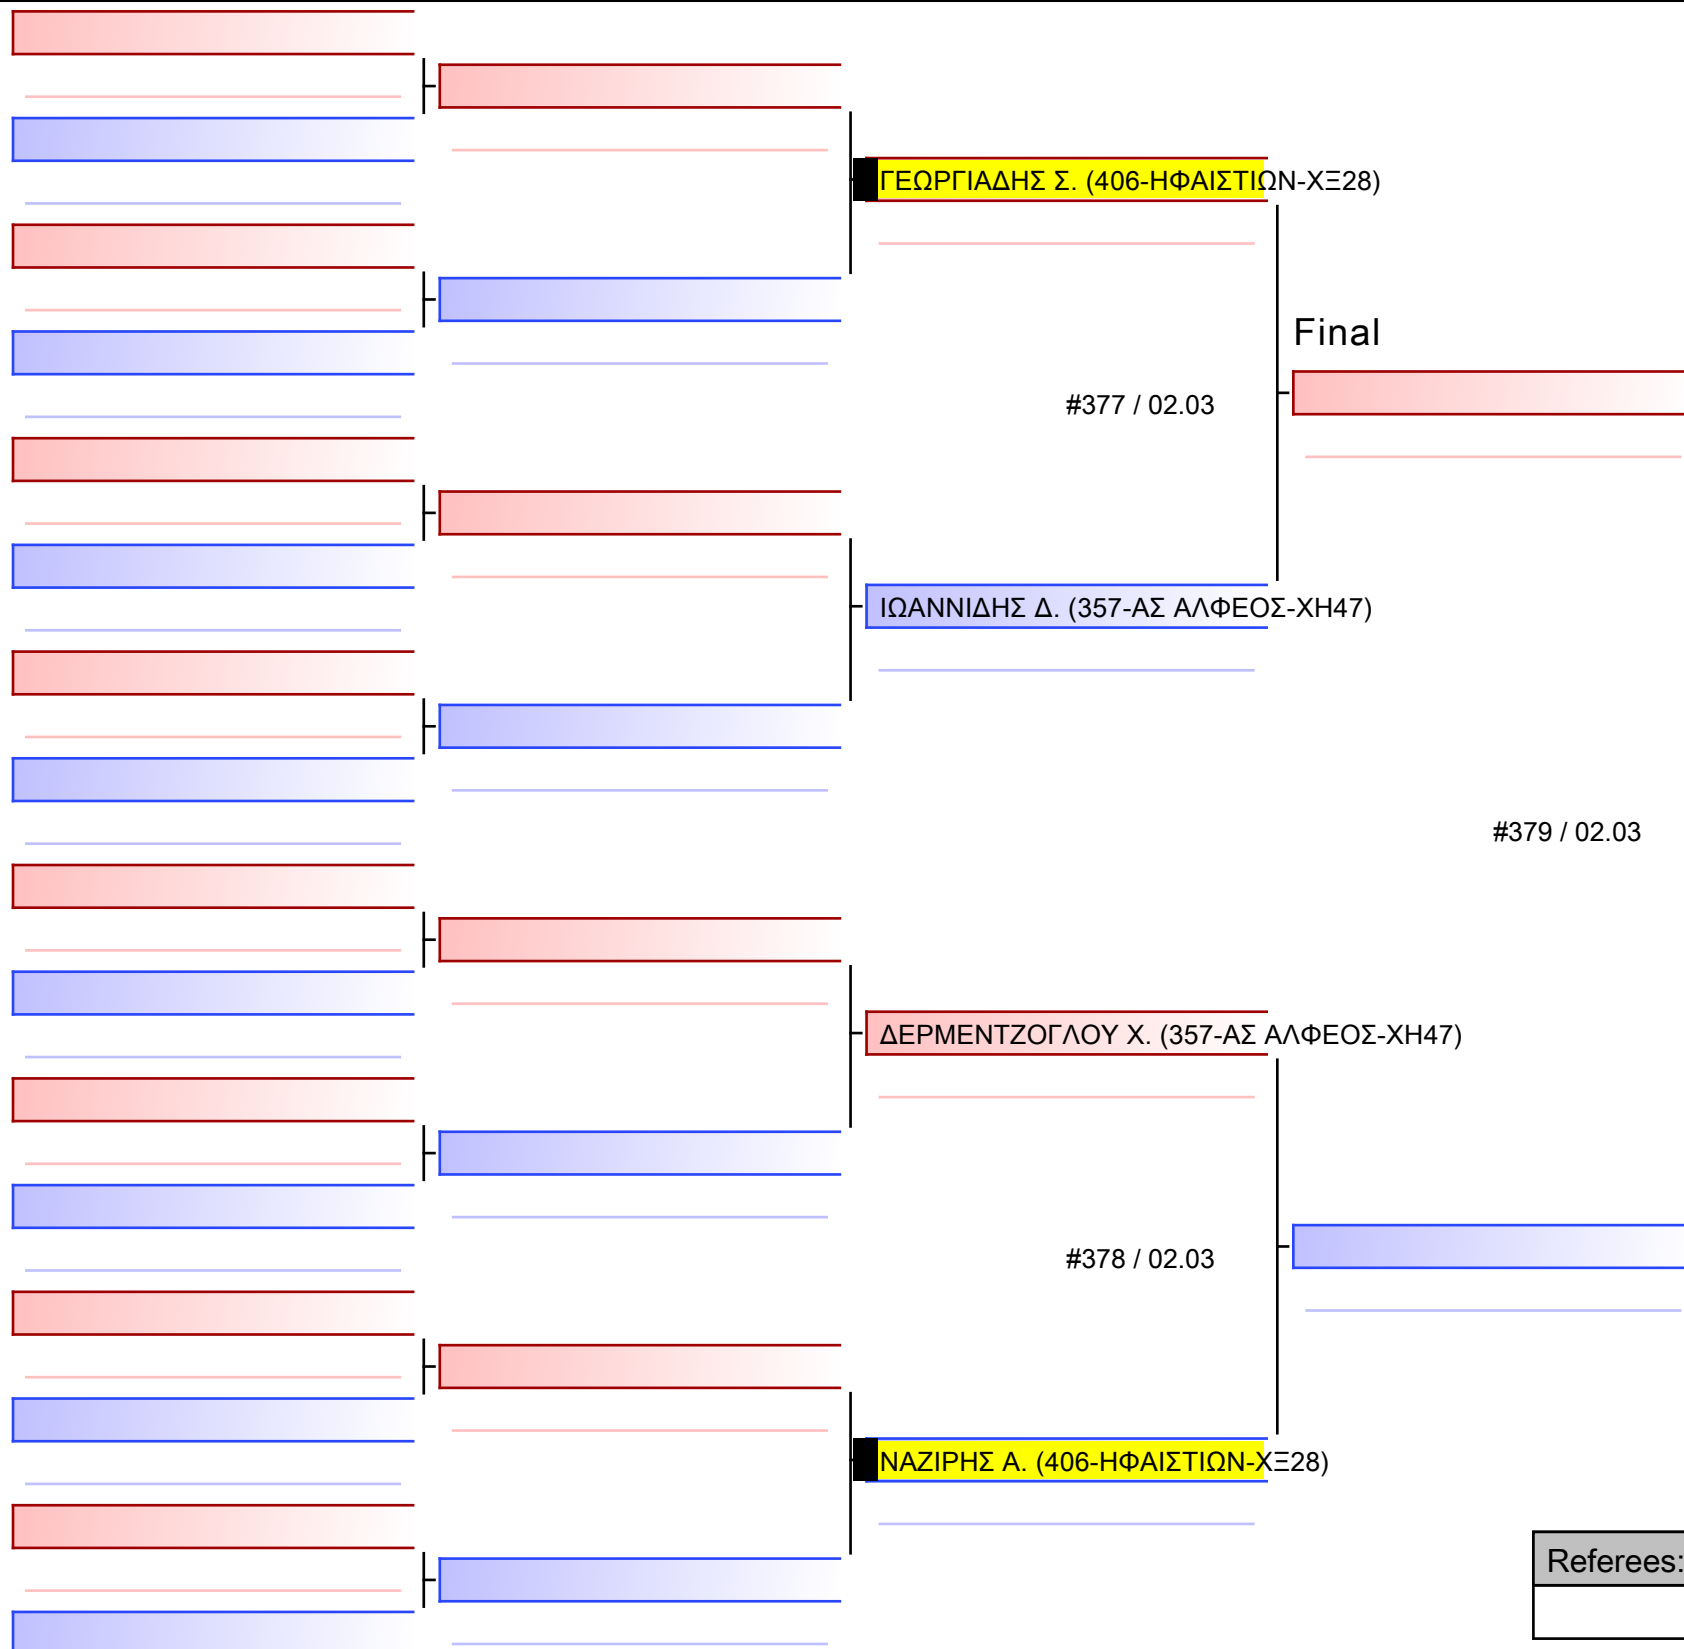 ΓΕΩΡΓΙΑΔΗΣ Σ. (406-ΗΦΑΙΣΤΙΩΝ-ΧΞ28)
Final
#377 / 02.03
ΙΩΑΝΝΙΔΗΣ Δ. (357-ΑΣ ΑΛΦΕΟΣ-ΧΗ47)
#379 / 02.03
ΔΕΡΜΕΝΤΖΟΓΛΟΥ Χ. (357-ΑΣ ΑΛΦΕΟΣ-ΧΗ47)
#378 / 02.03
ΝΑΖΙΡΗΣ Α. (406-ΗΦΑΙΣΤΙΩΝ-ΧΞ28)
Referees: